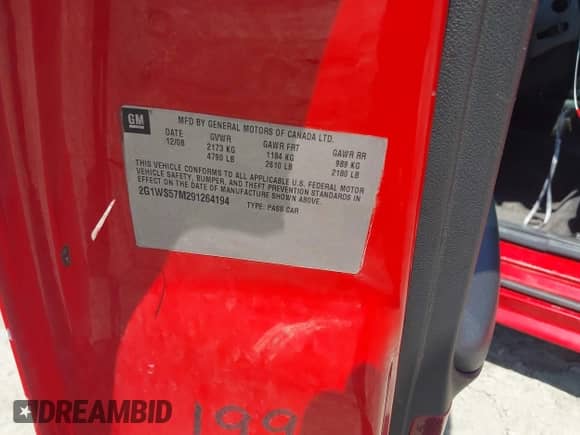 GM
MFD BY GENERAL MOTORS OF CANADA LTD.
DATE GVWR GAWR FRT GAWR RR
12/08 2173 KG 1184 KG 989 KG
4790 LB 2610 LB 2180 LB
THIS VEHICLE CONFORMS TO ALL APPLICABLE U.S. FEDERAL MOTOR
VEHICLE SAFETY, BUMPER, AND THEFT PREVENTION STANDARDS IN
EFFECT ON THE DATE OF MANUFACTURE SHOWN ABOVE.
2G1WS57M291264194 TYPE: PASS CAR
199
DREAMBID